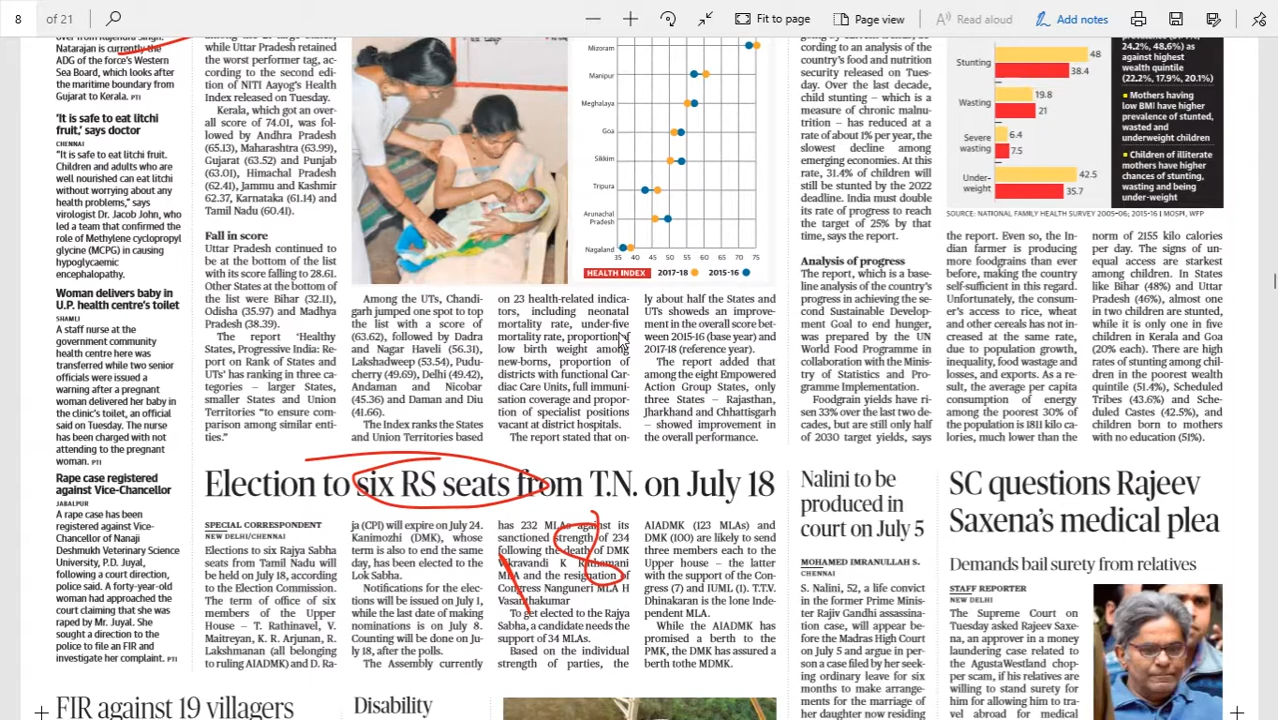 8 of 21
Fit to page
Page view
Read aloud
Add notes
over from Rajendra Singh.
Natarajan is currently the
ADG of the force's Western
Sea Board, which looks after
the maritime boundary from
Gujarat to Kerala. PTI
'It is safe to eat litchi
fruit,' says doctor
CHENNAI
"It is safe to eat litchi fruit.
Children and adults who are
well nourished can eat litchi
without worrying about any
health problems," says
virologist Dr. Jacob John, who
led a team that confirmed the
role of Methylene cyclopropyl
glycine (MCPG) in causing
hypoglycaemic
encephalopathy.
Woman delivers baby in
U.P. health centre's toilet
SHAMLI
A staff nurse at the
government community
health centre here was
transferred while two senior
officials were issued a
warning after a pregnant
woman delivered her baby in
the clinic's toilet, an official
said on Tuesday. The nurse
has been charged with not
attending to the pregnant
woman. PTI
Rape case registered
against Vice-Chancellor
JABALPUR
A rape case has been
registered against Vice-
Chancellor of Nanaji
Deshmukh Veterinary Science
University, P.D. Juyal,
following a court direction,
police said. A forty-year-old
woman had approached the
court claiming that she was
raped by Mr. Juyal. She
sought a direction to the
police to file an FIR and
investigate her complaint. PTI
while Uttar Pradesh retained
the worst performer tag, ac-
cording to the second edi-
tion of NITI Aayog's Health
Index released on Tuesday.
Kerala, which got an over-
all score of 74.01, was fol-
lowed by Andhra Pradesh
(65.13), Maharashtra (63.99),
Gujarat (63.52) and Punjab
(63.01), Himachal Pradesh
(62.41), Jammu and Kashmir
62.37, Karnataka (61.14) and
Tamil Nadu (60.41).
Fall in score
Uttar Pradesh continued to
be at the bottom of the list
with its score falling to 28.61.
Other States at the bottom of
the list were Bihar (32.11),
Odisha (35.97) and Madhya
Pradesh (38.39).
The report, 'Healthy
States, Progressive India: Re-
port on Rank of States and
UTs' has ranking in three ca-
tegories – larger States,
smaller States and Union
Territories "to ensure com-
parison among similar enti-
ties."
Among the UTs, Chandi-
garh jumped one spot to top
the list with a score of
(63.62), followed by Dadra
and Nagar Haveli (56.31),
Lakshadweep (53.54), Pudu-
cherry (49.69), Delhi (49.42),
Andaman and Nicobar
(45.36) and Daman and Diu
(41.66).
The Index ranks the States
and Union Territories based
on 23 health-related indica-
tors, including neonatal
mortality rate, under-five
mortality rate, proportion of
low birth weight among
new-borns, proportion of
districts with functional Car-
diac Care Units, full immuni-
sation coverage and propor-
tion of specialist positions
vacant at district hospitals.
The report stated that on-
ly about half the States and
UTs showeds an improve-
ment in the overall score bet-
ween 2015-16 (base year) and
2017-18 (reference year).
The report added that
among the eight Empowered
Action Group States, only
three States – Rajasthan,
Jharkhand and Chhattisgarh
– showed improvement in
the overall performance.
Mizoram
Manipur
Meghalaya
Goa
Sikkim
Tripura
Arunachal
Pradesh
Nagaland
35 40 45 50 55 60 65 70 75
HEALTH INDEX 2017-18 2015-16
cording to an analysis of the
country's food and nutrition
security released on Tues-
day. Over the last decade,
child stunting – which is a
measure of chronic malnu-
trition – has reduced at a
rate of about 1% per year, the
slowest decline among
emerging economies. At this
rate, 31.4% of children will
still be stunted by the 2022
deadline. India must double
its rate of progress to reach
the target of 25% by that
time, says the report.
Analysis of progress
The report, which is a base-
line analysis of the country's
progress in achieving the se-
cond Sustainable Develop-
ment Goal to end hunger,
was prepared by the UN
World Food Programme in
collaboration with the Minis-
try of Statistics and Pro-
gramme Implementation.
Foodgrain yields have ri-
sen 33% over the last two de-
cades, but are still only half
of 2030 target yields, says
Stunting
48
38.4
Wasting
19.8
21
Severe
wasting
6.4
7.5
Under-
weight
42.5
35.7
24.2%, 48.6%) as
against highest
wealth quintile
(22.2%, 17.9%, 20.1%)
Mothers having
low BMI have higher
prevalence of stunted,
wasted and
underweight children
Children of illiterate
mothers have higher
chances of stunting,
wasting and being
under-weight
SOURCE: NATIONAL FAMILY HEALTH SURVEY 2005-06; 2015-16 | MOSPI, WFP
the report. Even so, the In-
dian farmer is producing
more foodgrains than ever
before, making the country
self-sufficient in this regard.
Unfortunately, the consum-
er's access to rice, wheat
and other cereals has not in-
creased at the same rate,
due to population growth,
inequality, food wastage and
losses, and exports. As a re-
sult, the average per capita
consumption of energy
among the poorest 30% of
the population is 1811 kilo ca-
lories, much lower than the
norm of 2155 kilo calories
per day. The signs of un-
equal access are starkest
among children. In States
like Bihar (48%) and Uttar
Pradesh (46%), almost one
in two children are stunted,
while it is only one in five
children in Kerala and Goa
(20% each). There are high
rates of stunting among chil-
dren in the poorest wealth
quintile (51.4%), Scheduled
Tribes (43.6%) and Sche-
duled Castes (42.5%), and
children born to mothers
with no education (51%).
Election to six RS seats from T.N. on July 18
SPECIAL CORRESPONDENT
NEW DELHI/CHENNAI
Elections to six Rajya Sabha
seats from Tamil Nadu will
be held on July 18, according
to the Election Commission.
The term of office of six
members of the Upper
House – T. Rathinavel, V.
Maitreyan, K. R. Arjunan, R.
Lakshmanan (all belonging
to ruling AIADMK) and D. Ra-
ja (CPI) will expire on July 24.
Kanimozhi (DMK), whose
term is also to end the same
day, has been elected to the
Lok Sabha.
Notifications for the elec-
tions will be issued on July 1,
while the last date of making
nominations is on July 8.
Counting will be done on Ju-
ly 18, after the polls.
The Assembly currently
has 232 MLAs against its
sanctioned strength of 234
following the death of DMK
Vikravandi K Rathamani
MLA and the resignation of
Congress Nanguneri MLA H
Vasanthakumar
To get elected to the Rajya
Sabha, a candidate needs the
support of 34 MLAs.
Based on the individual
strength of parties, the
AIADMK (123 MLAs) and
DMK (100) are likely to send
three members each to the
Upper house – the latter
with the support of the Con-
gress (7) and IUML (1). T.T.V.
Dhinakaran is the lone Inde-
pendent MLA.
While the AIADMK has
promised a berth to the
PMK, the DMK has assured a
berth tothe MDMK.
Nalini to be
produced in
court on July 5
MOHAMED IMRANULLAH S.
CHENNAI
S. Nalini, 52, a life convict
in the former Prime Minis-
ter Rajiv Gandhi assassina-
tion case, will appear be-
fore the Madras High Court
on July 5 and argue in per-
son a case filed by her seek-
ing ordinary leave for six
months to make arrange-
ments for the marriage of
her daughter now residing
SC questions Rajeev
Saxena's medical plea
Demands bail surety from relatives
STAFF REPORTER
NEW DELHI
The Supreme Court on
Tuesday asked Rajeev Saxe-
na, an approver in a money
laundering case related to
the AgustaWestland chop-
per scam, if his relatives are
willing to stand surety for
him if allowed him to tra-
vel abroad for medical
FIR against 19 villagers
Disability